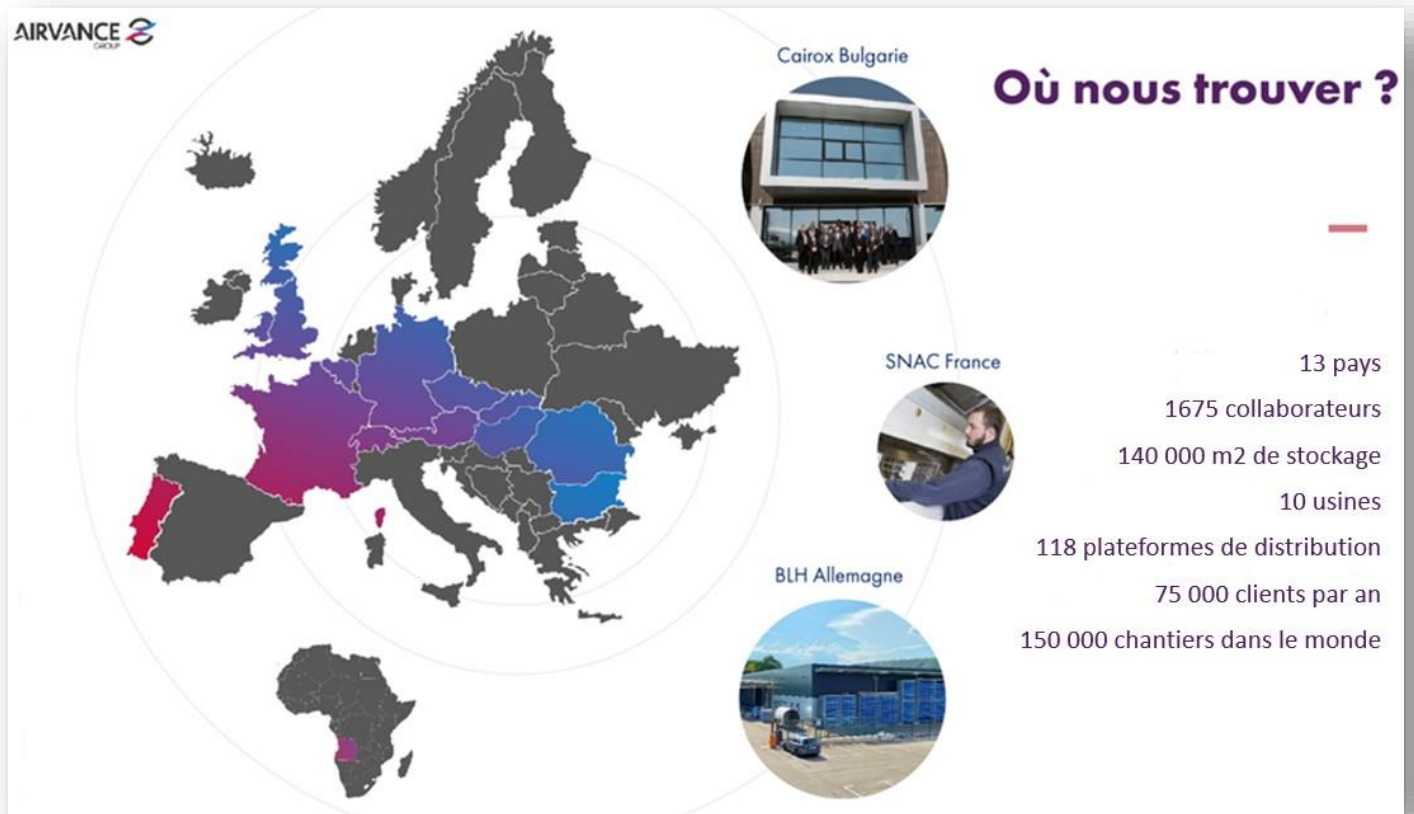 AIRVANCE
GROUP
Cairox Bulgarie
Où nous trouver ?
SNAC France
13 pays
1675 collaborateurs
140 000 m2 de stockage
10 usines
118 plateformes de distribution
75 000 clients par an
150 000 chantiers dans le monde
BLH Allemagne